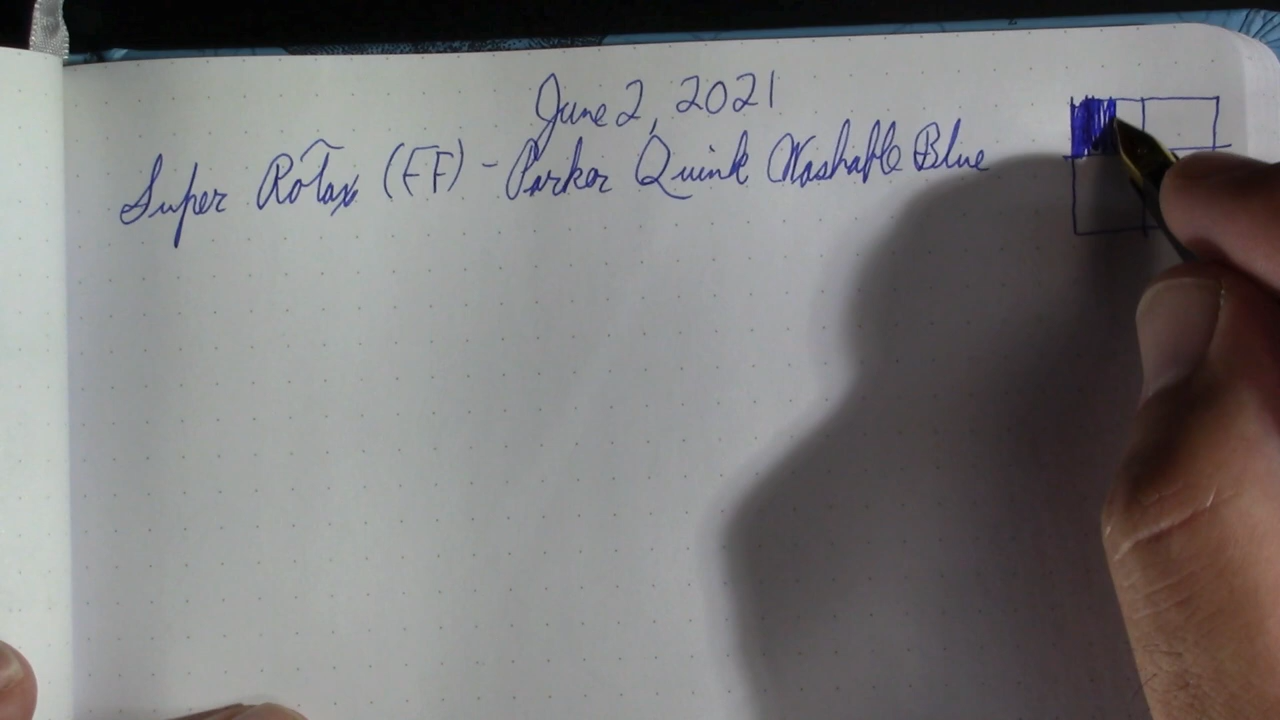 June 2, 2021
Super Rotax (EF) - Parker Quink Washable Blue